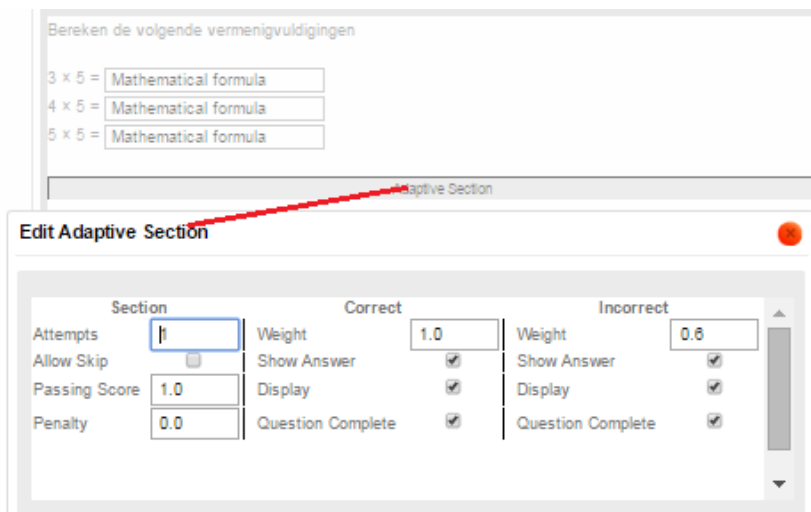 Bereken de volgende vermenigvuldigingen
3 × 5 = Mathematical formula
4 × 5 = Mathematical formula
5 × 5 = Mathematical formula
Adaptive Section
Edit Adaptive Section
Section Correct Incorrect
Attempts 1 Weight 1.0 Weight 0.6
Allow Skip Show Answer Show Answer
Passing Score 1.0 Display Display
Penalty 0.0 Question Complete Question Complete